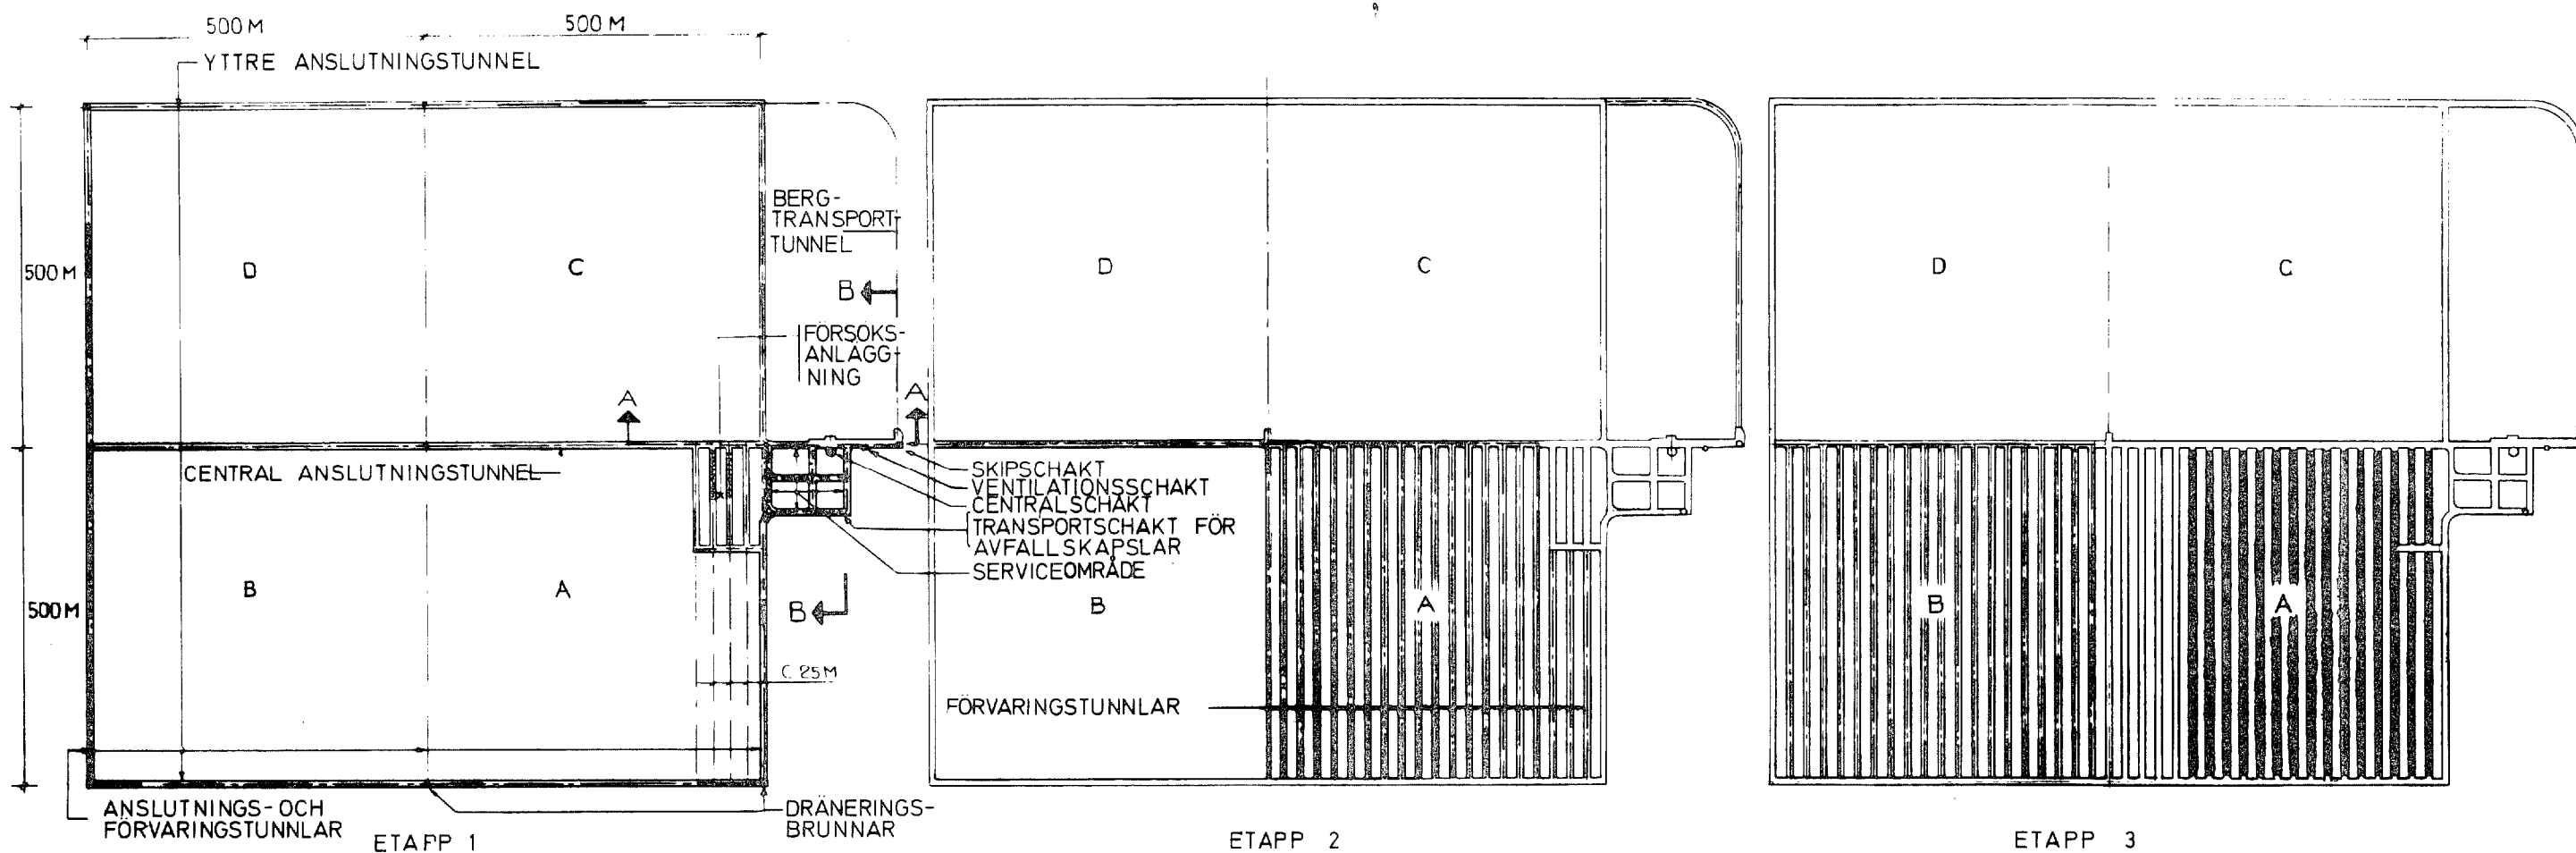 500 M
500 M
YTTRE ANSLUTNINGSTUNNEL
BERG-
TRANSPORT-
TUNNEL
500 M
D
C
B
FÖRSÖKS-
ANLÄGG-
NING
A
A
CENTRAL ANSLUTNINGSTUNNEL
SKIPSCHAKT
VENTILATIONSSCHAKT
CENTRALSCHAKT
TRANSPORTSCHAKT FÖR
AVFALLSKAPSLAR
SERVICEOMRÅDE
500 M
B
A
B
C 25 M
ANSLUTNINGS- OCH
FÖRVARINGSTUNNLAR
DRÄNERINGS-
BRUNNAR
ETAPP 1
D
C
B
A
FÖRVARINGSTUNNLAR
ETAPP 2
D
C
B
A
ETAPP 3